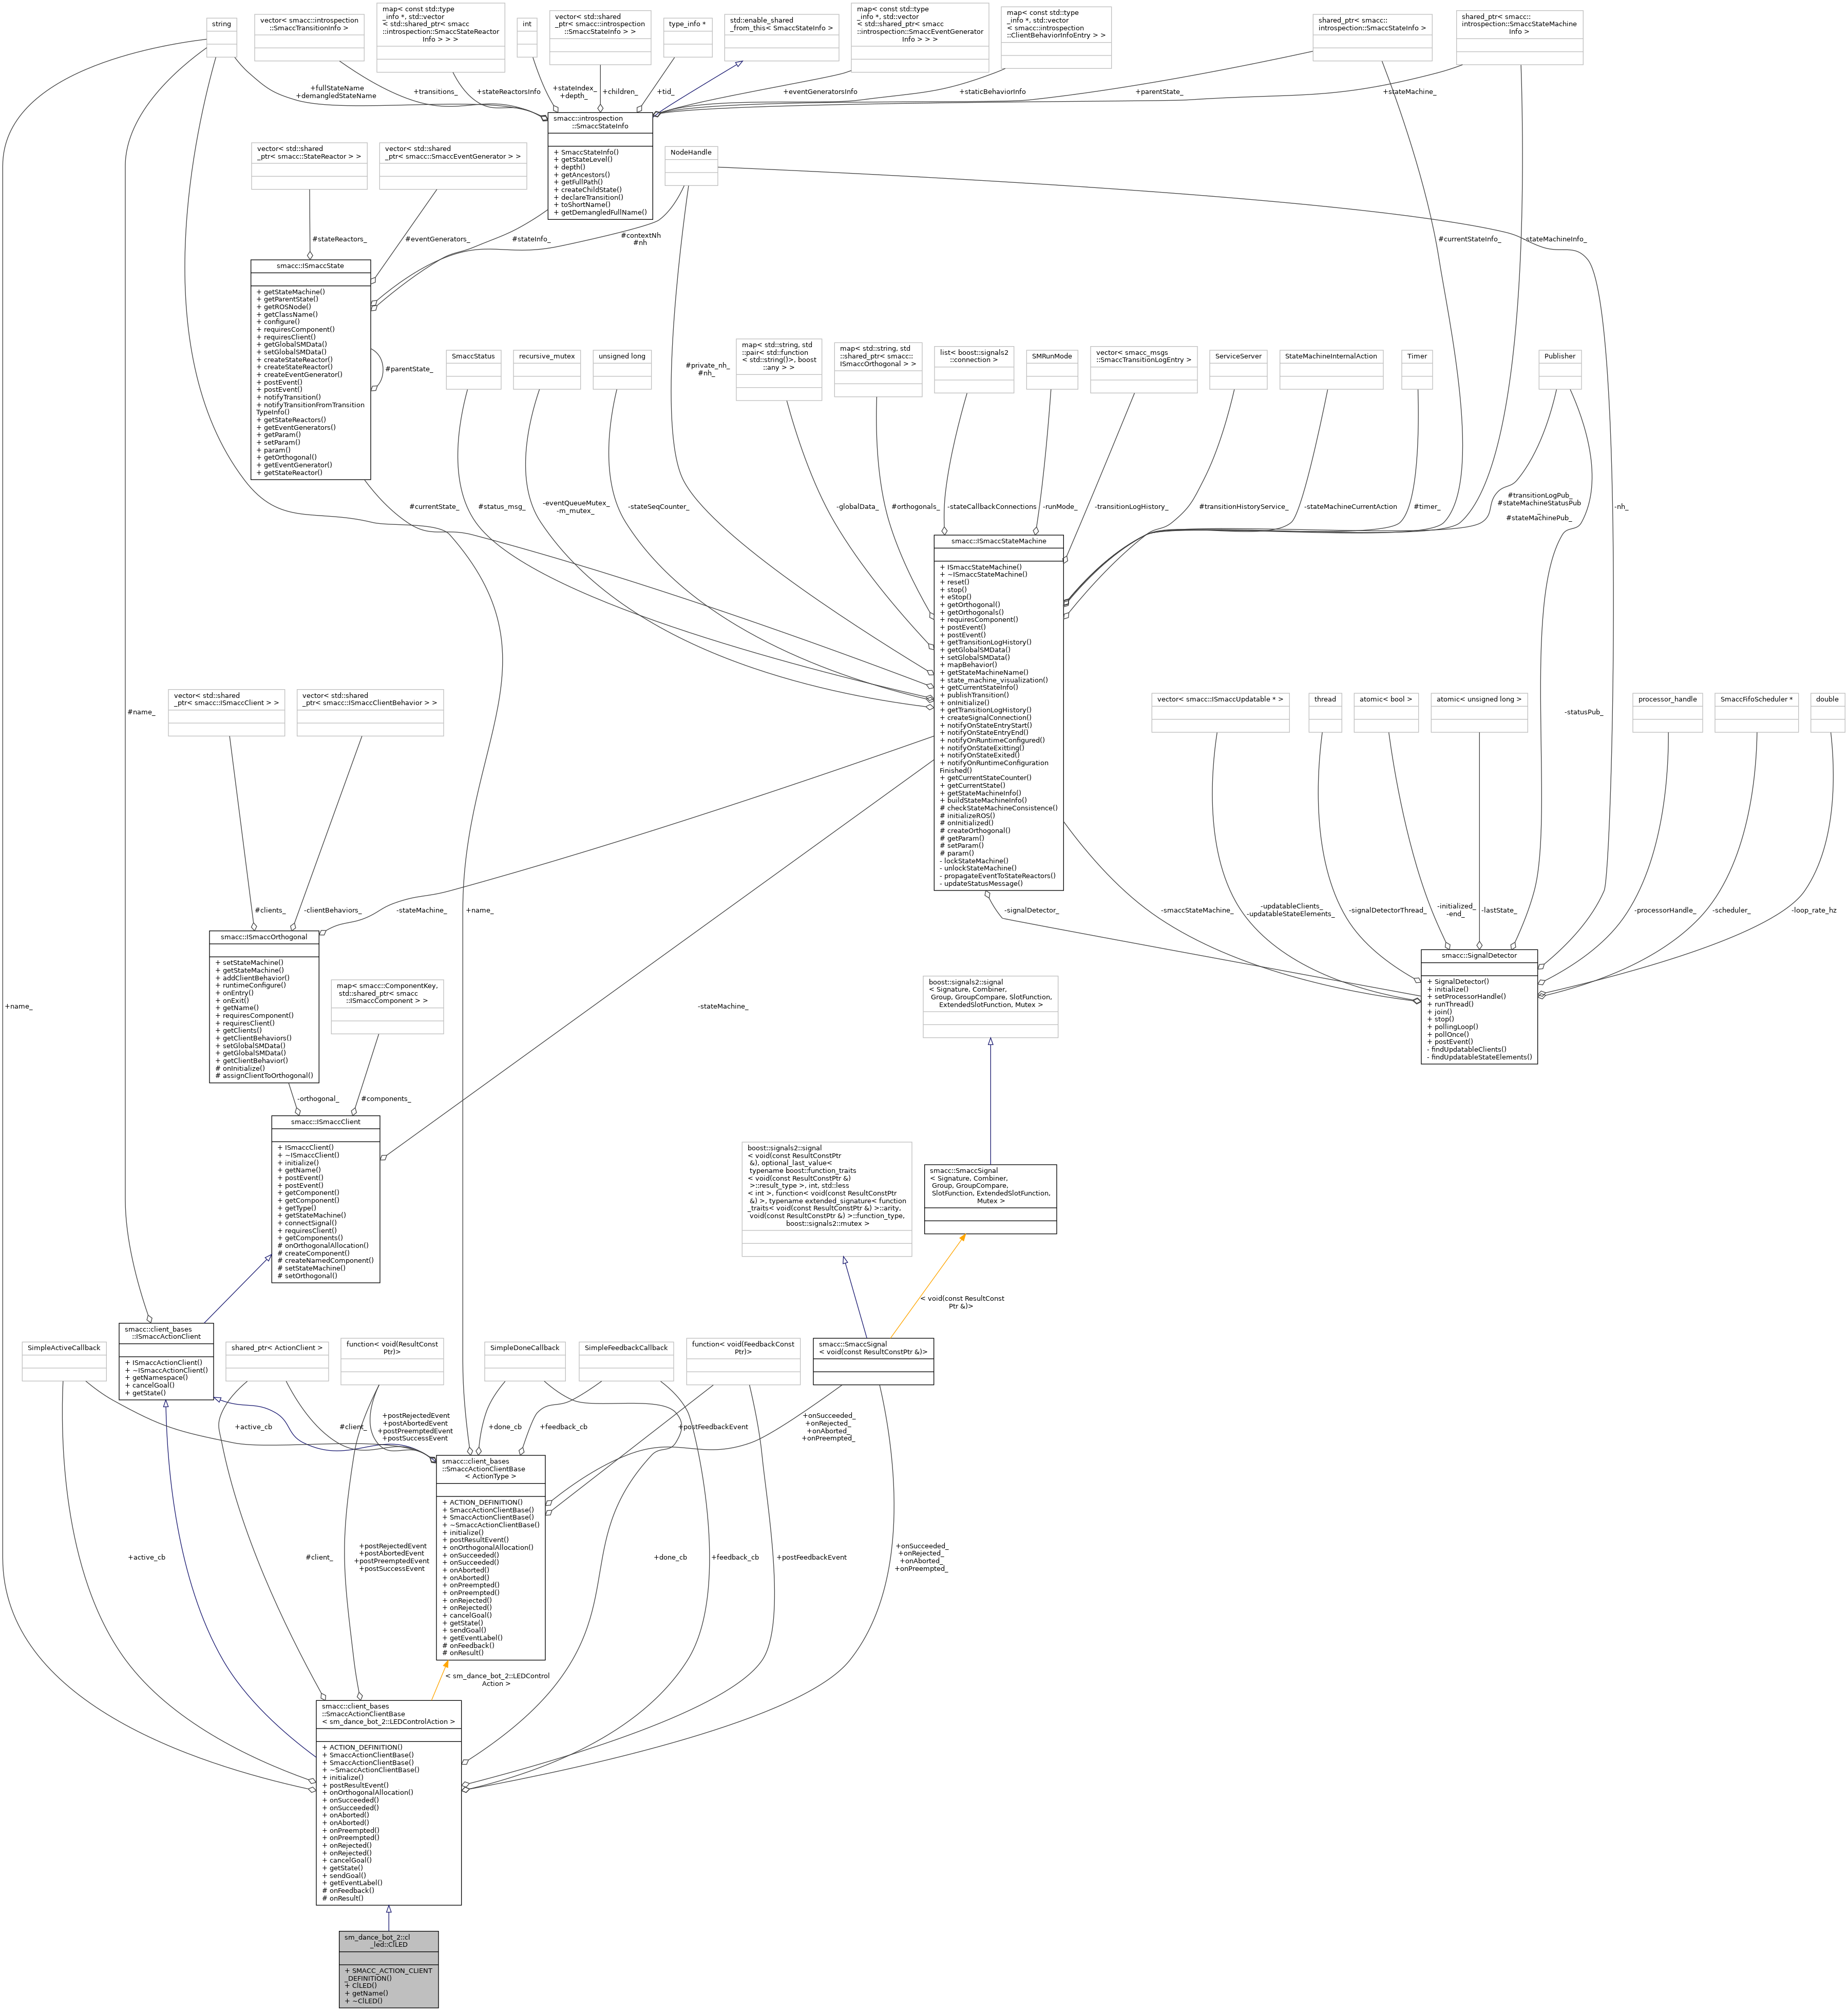 string
vector< smacc::introspection
::SmaccTransitionInfo >
map< const std::type
_info *, std::vector
< std::shared_ptr< smacc
::introspection::SmaccStateReactor
Info > > >
int
vector< std::shared
_ptr< smacc::introspection
::SmaccStateInfo > >
type_info *
std::enable_shared
_from_this< SmaccStateInfo >
map< const std::type
_info *, std::vector
< std::shared_ptr< smacc
::introspection::SmaccEventGenerator
Info > > >
map< const std::type
_info *, std::vector
< smacc::introspection
::ClientBehaviorInfoEntry > >
shared_ptr< smacc::
introspection::SmaccStateInfo >
shared_ptr< smacc::
introspection::SmaccStateMachine
Info >
+fullStateName
+demangledStateName
+transitions_
+stateReactorsInfo
+stateIndex_
+depth_
+children_
+tid_
+eventGeneratorsInfo
+staticBehaviorInfo
+parentState_
+stateMachine_
smacc::introspection
::SmaccStateInfo
+ SmaccStateInfo()
+ getStateLevel()
+ depth()
+ getAncestors()
+ getFullPath()
+ createChildState()
+ declareTransition()
+ toShortName()
+ getDemangledFullName()
vector< std::shared
_ptr< smacc::StateReactor > >
vector< std::shared
_ptr< smacc::SmaccEventGenerator > >
NodeHandle
#stateReactors_
#eventGenerators_
#stateInfo_
#contextNh
#nh
#currentStateInfo_
-stateMachineInfo_
smacc::ISmaccState
+ getStateMachine()
+ getParentState()
+ getROSNode()
+ getClassName()
+ configure()
+ requiresComponent()
+ requiresClient()
+ getGlobalSMData()
+ setGlobalSMData()
+ createStateReactor()
+ createStateReactor()
+ createEventGenerator()
+ postEvent()
+ postEvent()
+ notifyTransition()
+ notifyTransitionFromTransition
TypeInfo()
+ getStateReactors()
+ getEventGenerators()
+ getParam()
+ setParam()
+ param()
+ getOrthogonal()
+ getEventGenerator()
+ getStateReactor()
#parentState_
SmaccStatus
recursive_mutex
unsigned long
#private_nh_
#nh_
map< std::string, std
::pair< std::function
< std::string()>, boost
::any > >
map< std::string, std
::shared_ptr< smacc::
ISmaccOrthogonal > >
list< boost::signals2
::connection >
SMRunMode
vector< smacc_msgs
::SmaccTransitionLogEntry >
ServiceServer
StateMachineInternalAction
Timer
Publisher
#currentState_
#status_msg_
-eventQueueMutex_
-m_mutex_
-stateSeqCounter_
-globalData_
#orthogonals_
-stateCallbackConnections
-runMode_
-transitionLogHistory_
#transitionHistoryService_
-stateMachineCurrentAction
#timer_
#transitionLogPub_
#stateMachineStatusPub
_
#stateMachinePub_
-nh_
smacc::ISmaccStateMachine
+ ISmaccStateMachine()
+ ~ISmaccStateMachine()
+ reset()
+ stop()
+ eStop()
+ getOrthogonal()
+ getOrthogonals()
+ requiresComponent()
+ postEvent()
+ postEvent()
+ getTransitionLogHistory()
+ getGlobalSMData()
+ setGlobalSMData()
+ mapBehavior()
+ getStateMachineName()
+ state_machine_visualization()
+ getCurrentStateInfo()
+ publishTransition()
+ onInitialize()
+ getTransitionLogHistory()
+ createSignalConnection()
+ notifyOnStateEntryStart()
+ notifyOnStateEntryEnd()
+ notifyOnRuntimeConfigured()
+ notifyOnStateExitting()
+ notifyOnStateExited()
+ notifyOnRuntimeConfiguration
Finished()
+ getCurrentStateCounter()
+ getCurrentState()
+ getStateMachineInfo()
+ buildStateMachineInfo()
# checkStateMachineConsistence()
# initializeROS()
# onInitialized()
# createOrthogonal()
# getParam()
# setParam()
# param()
- lockStateMachine()
- unlockStateMachine()
- propagateEventToStateReactors()
- updateStatusMessage()
vector< std::shared
_ptr< smacc::ISmaccClient > >
vector< std::shared
_ptr< smacc::ISmaccClientBehavior > >
#name_
vector< smacc::ISmaccUpdatable * >
thread
atomic< bool >
atomic< unsigned long >
-statusPub_
processor_handle
SmaccFifoScheduler *
double
#clients_
-clientBehaviors_
-stateMachine_
+name_
-signalDetector_
-smaccStateMachine_
-updatableClients_
-updatableStateElements_
-signalDetectorThread_
-initialized_
-end_
-lastState_
-processorHandle_
-scheduler_
-loop_rate_hz
smacc::ISmaccOrthogonal
+ setStateMachine()
+ getStateMachine()
+ addClientBehavior()
+ runtimeConfigure()
+ onEntry()
+ onExit()
+ getName()
+ requiresComponent()
+ requiresClient()
+ getClients()
+ getClientBehaviors()
+ setGlobalSMData()
+ getGlobalSMData()
+ getClientBehavior()
# onInitialize()
# assignClientToOrthogonal()
map< smacc::ComponentKey,
std::shared_ptr< smacc
::ISmaccComponent > >
+name_
-stateMachine_
boost::signals2::signal
< Signature, Combiner,
Group, GroupCompare, SlotFunction,
ExtendedSlotFunction, Mutex >
smacc::SignalDetector
+ SignalDetector()
+ initialize()
+ setProcessorHandle()
+ runThread()
+ join()
+ stop()
+ pollingLoop()
+ pollOnce()
+ postEvent()
- findUpdatableClients()
- findUpdatableStateElements()
-orthogonal_
#components_
smacc::ISmaccClient
+ ISmaccClient()
+ ~ISmaccClient()
+ initialize()
+ getName()
+ postEvent()
+ postEvent()
+ getComponent()
+ getComponent()
+ getType()
+ getStateMachine()
+ connectSignal()
+ requiresClient()
+ getComponents()
# onOrthogonalAllocation()
# createComponent()
# createNamedComponent()
# setStateMachine()
# setOrthogonal()
boost::signals2::signal
< void(const ResultConstPtr
&), optional_last_value<
typename boost::function_traits
< void(const ResultConstPtr &)
>::result_type >, int, std::less
< int >, function< void(const ResultConstPtr
&) >, typename extended_signature< function
_traits< void(const ResultConstPtr &) >::arity,
void(const ResultConstPtr &) >::function_type,
boost::signals2::mutex >
smacc::SmaccSignal
< Signature, Combiner,
Group, GroupCompare,
SlotFunction, ExtendedSlotFunction,
Mutex >
< void(const ResultConst
Ptr &)>
smacc::client_bases
::ISmaccActionClient
+ ISmaccActionClient()
+ ~ISmaccActionClient()
+ getNamespace()
+ cancelGoal()
+ getState()
SimpleActiveCallback
shared_ptr< ActionClient >
function< void(ResultConst
Ptr)>
SimpleDoneCallback
SimpleFeedbackCallback
function< void(FeedbackConst
Ptr)>
smacc::SmaccSignal
< void(const ResultConstPtr &)>
+active_cb
#client_
+postRejectedEvent
+postAbortedEvent
+postPreemptedEvent
+postSuccessEvent
+done_cb
+feedback_cb
+postFeedbackEvent
+onSucceeded_
+onRejected_
+onAborted_
+onPreempted_
smacc::client_bases
::SmaccActionClientBase
< ActionType >
+ ACTION_DEFINITION()
+ SmaccActionClientBase()
+ SmaccActionClientBase()
+ ~SmaccActionClientBase()
+ initialize()
+ postResultEvent()
+ onOrthogonalAllocation()
+ onSucceeded()
+ onSucceeded()
+ onAborted()
+ onAborted()
+ onPreempted()
+ onPreempted()
+ onRejected()
+ onRejected()
+ cancelGoal()
+ getState()
+ sendGoal()
+ getEventLabel()
# onFeedback()
# onResult()
+active_cb
#client_
+postRejectedEvent
+postAbortedEvent
+postPreemptedEvent
+postSuccessEvent
+done_cb
+feedback_cb
+postFeedbackEvent
+onSucceeded_
+onRejected_
+onAborted_
+onPreempted_
< sm_dance_bot_2::LEDControl
Action >
smacc::client_bases
::SmaccActionClientBase
< sm_dance_bot_2::LEDControlAction >
+ ACTION_DEFINITION()
+ SmaccActionClientBase()
+ SmaccActionClientBase()
+ ~SmaccActionClientBase()
+ initialize()
+ postResultEvent()
+ onOrthogonalAllocation()
+ onSucceeded()
+ onSucceeded()
+ onAborted()
+ onAborted()
+ onPreempted()
+ onPreempted()
+ onRejected()
+ onRejected()
+ cancelGoal()
+ getState()
+ sendGoal()
+ getEventLabel()
# onFeedback()
# onResult()
sm_dance_bot_2::cl
_led::ClLED
+ SMACC_ACTION_CLIENT
_DEFINITION()
+ ClLED()
+ getName()
+ ~ClLED()